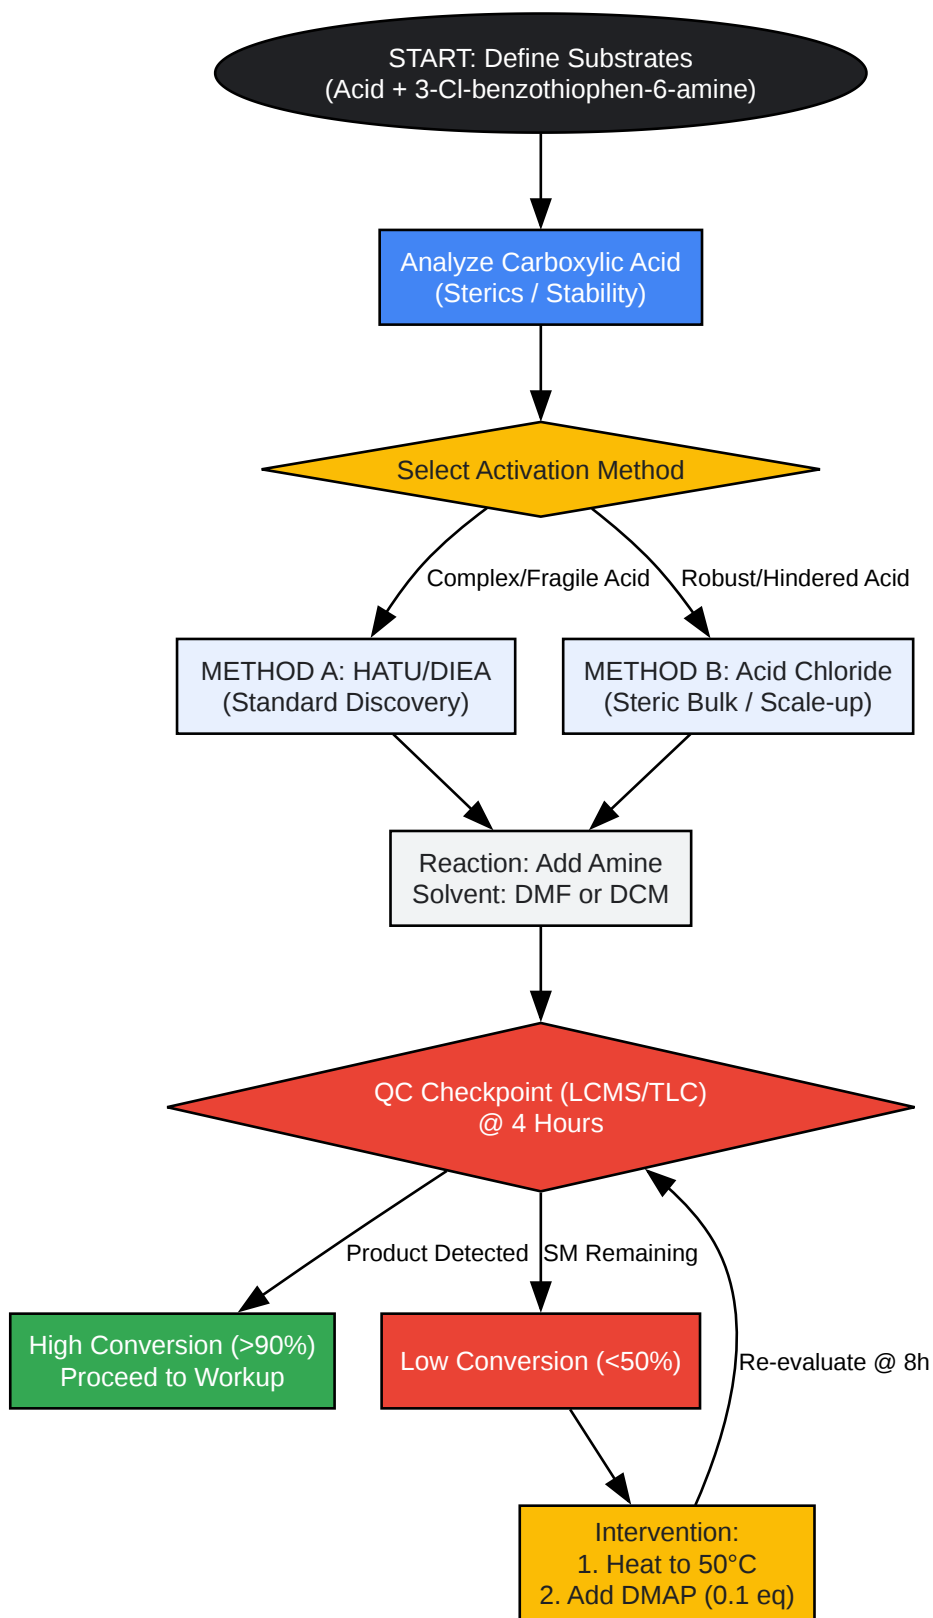 START: Define Substrates
(Acid + 3-Cl-benzothiophen-6-amine)
Analyze Carboxylic Acid
(Sterics / Stability)
Select Activation Method
Complex/Fragile Acid
Robust/Hindered Acid
METHOD A: HATU/DIEA
(Standard Discovery)
METHOD B: Acid Chloride
(Steric Bulk / Scale-up)
Reaction: Add Amine
Solvent: DMF or DCM
QC Checkpoint (LCMS/TLC)
@ 4 Hours
Product Detected
SM Remaining
High Conversion (>90%)
Proceed to Workup
Low Conversion (<50%)
Re-evaluate @ 8h
Intervention:
1. Heat to 50°C
2. Add DMAP (0.1 eq)